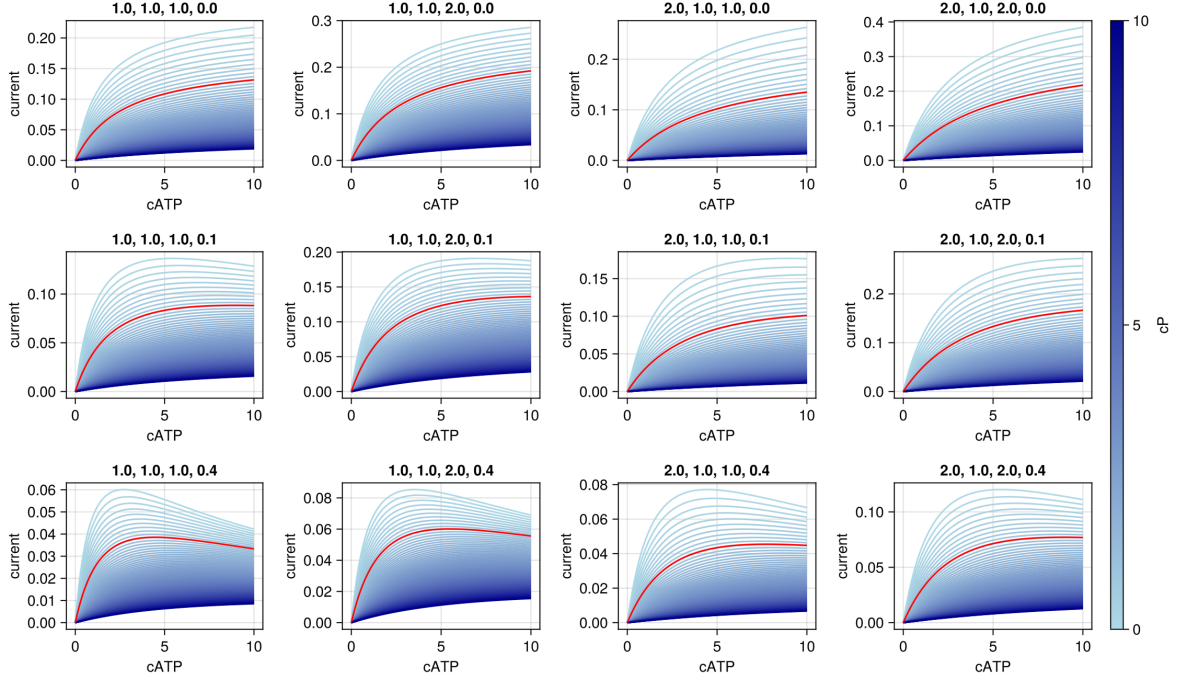 1.0, 1.0, 1.0, 0.0
1.0, 1.0, 2.0, 0.0
2.0, 1.0, 1.0, 0.0
2.0, 1.0, 2.0, 0.0
current
0.20
0.15
0.10
0.05
0.00
0
5
10
cATP
current
0.3
0.2
0.1
0.0
0
5
10
cATP
current
0.2
0.1
0.0
0
5
10
cATP
current
0.4
0.3
0.2
0.1
0.0
0
5
10
cATP
1.0, 1.0, 1.0, 0.1
1.0, 1.0, 2.0, 0.1
2.0, 1.0, 1.0, 0.1
2.0, 1.0, 2.0, 0.1
current
0.10
0.05
0.00
0
5
10
cATP
current
0.20
0.15
0.10
0.05
0.00
0
5
10
cATP
current
0.15
0.10
0.05
0.00
0
5
10
cATP
current
0.2
0.1
0.0
0
5
10
cATP
1.0, 1.0, 1.0, 0.4
1.0, 1.0, 2.0, 0.4
2.0, 1.0, 1.0, 0.4
2.0, 1.0, 2.0, 0.4
current
0.06
0.05
0.04
0.03
0.02
0.01
0.00
0
5
10
cATP
current
0.08
0.06
0.04
0.02
0.00
0
5
10
cATP
current
0.08
0.06
0.04
0.02
0.00
0
5
10
cATP
current
0.10
0.05
0.00
0
5
10
cATP
10
5
0
cP